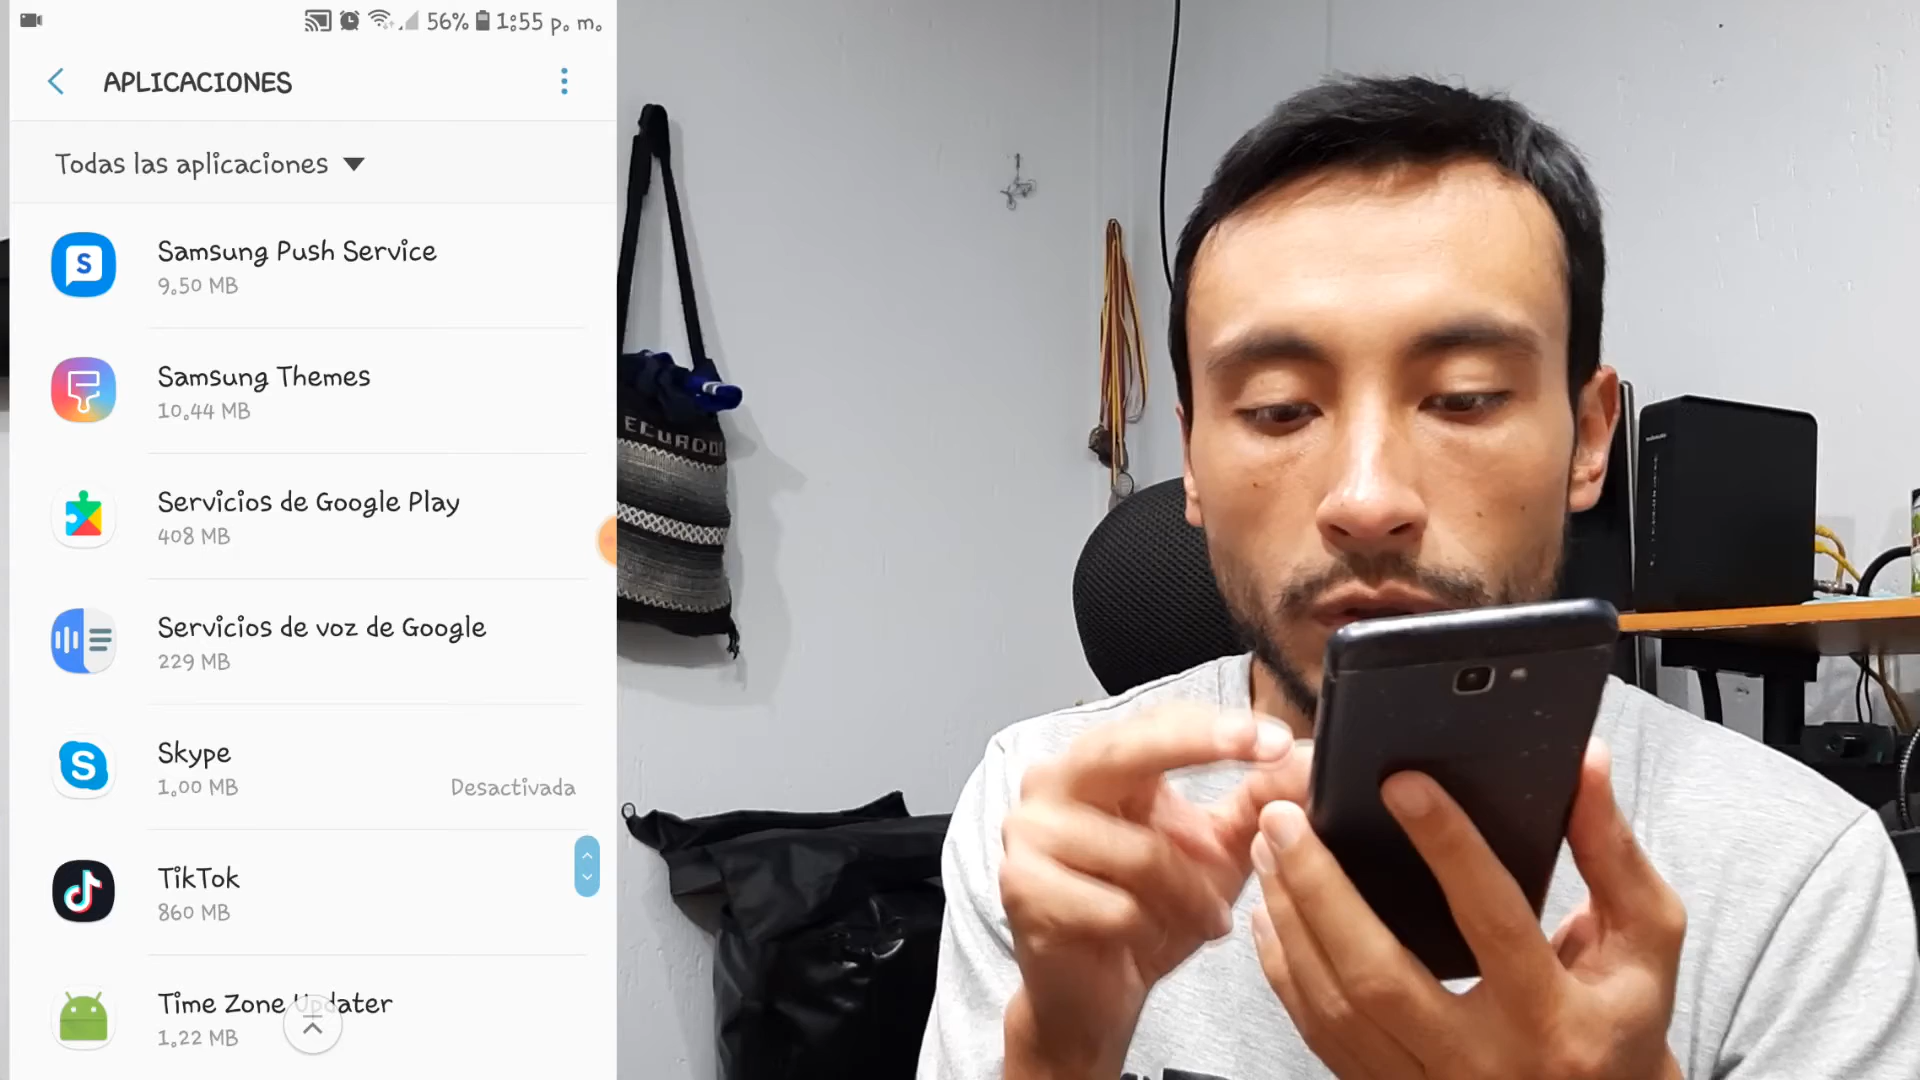 56% 1:55 p. m.
APLICACIONES
Todas las aplicaciones
Samsung Push Service
9,50 MB
Samsung Themes
10,44 MB
Servicios de Google Play
408 MB
Servicios de voz de Google
229 MB
Skype
1,00 MB
Desactivada
TikTok
860 MB
Time Zone Updater
1,22 MB
ECUADOR